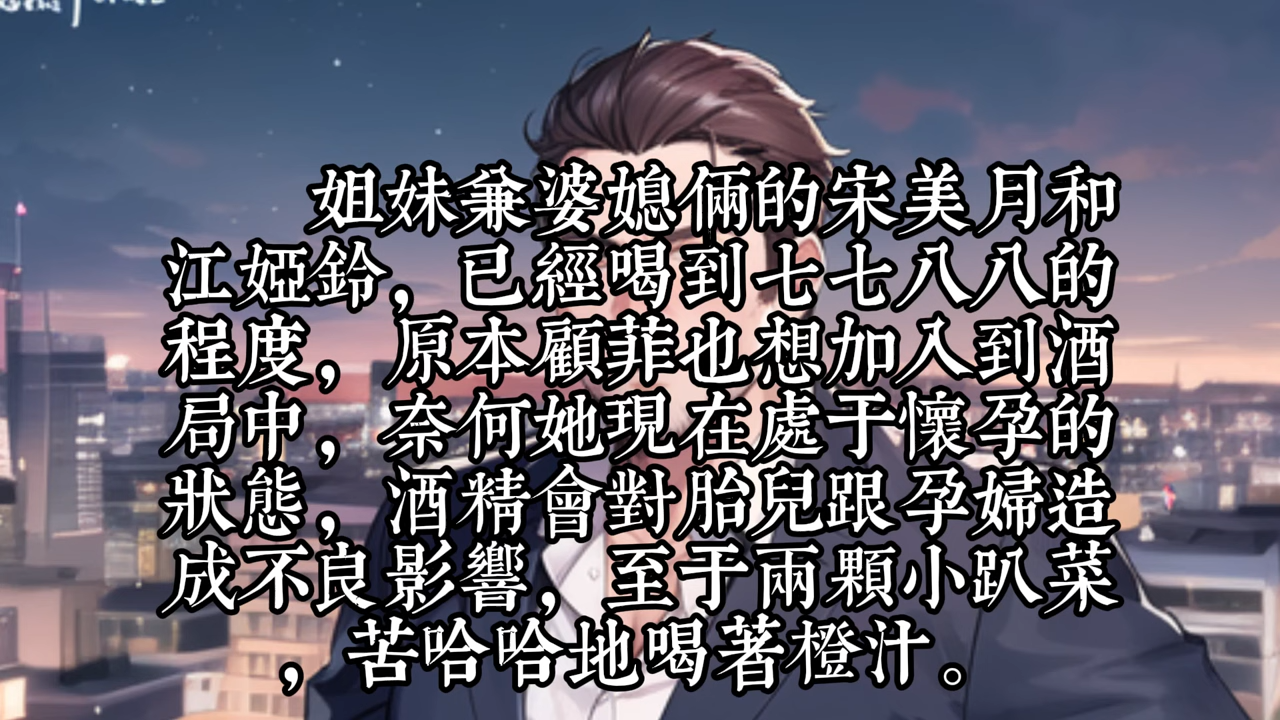 姐妹兼婆媳倆的宋美月和
江婭鈴，已經喝到七七八八的
程度，原本顧菲也想加入到酒
局中，奈何她現在處于懷孕的
狀態，酒精會對胎兒跟孕婦造
成不良影響，至于兩顆小趴菜
，苦哈哈地喝著橙汁。